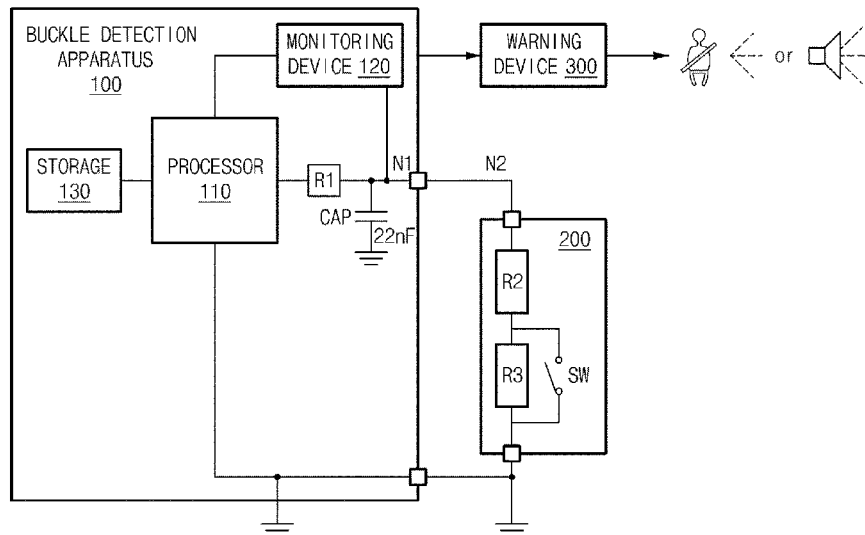 BUCKLE DETECTION
APPARATUS
100
MONITORING
DEVICE 120
WARNING
DEVICE 300
or
STORAGE
130
PROCESSOR
110
R1
N1
N2
CAP
22nF
200
R2
R3
SW